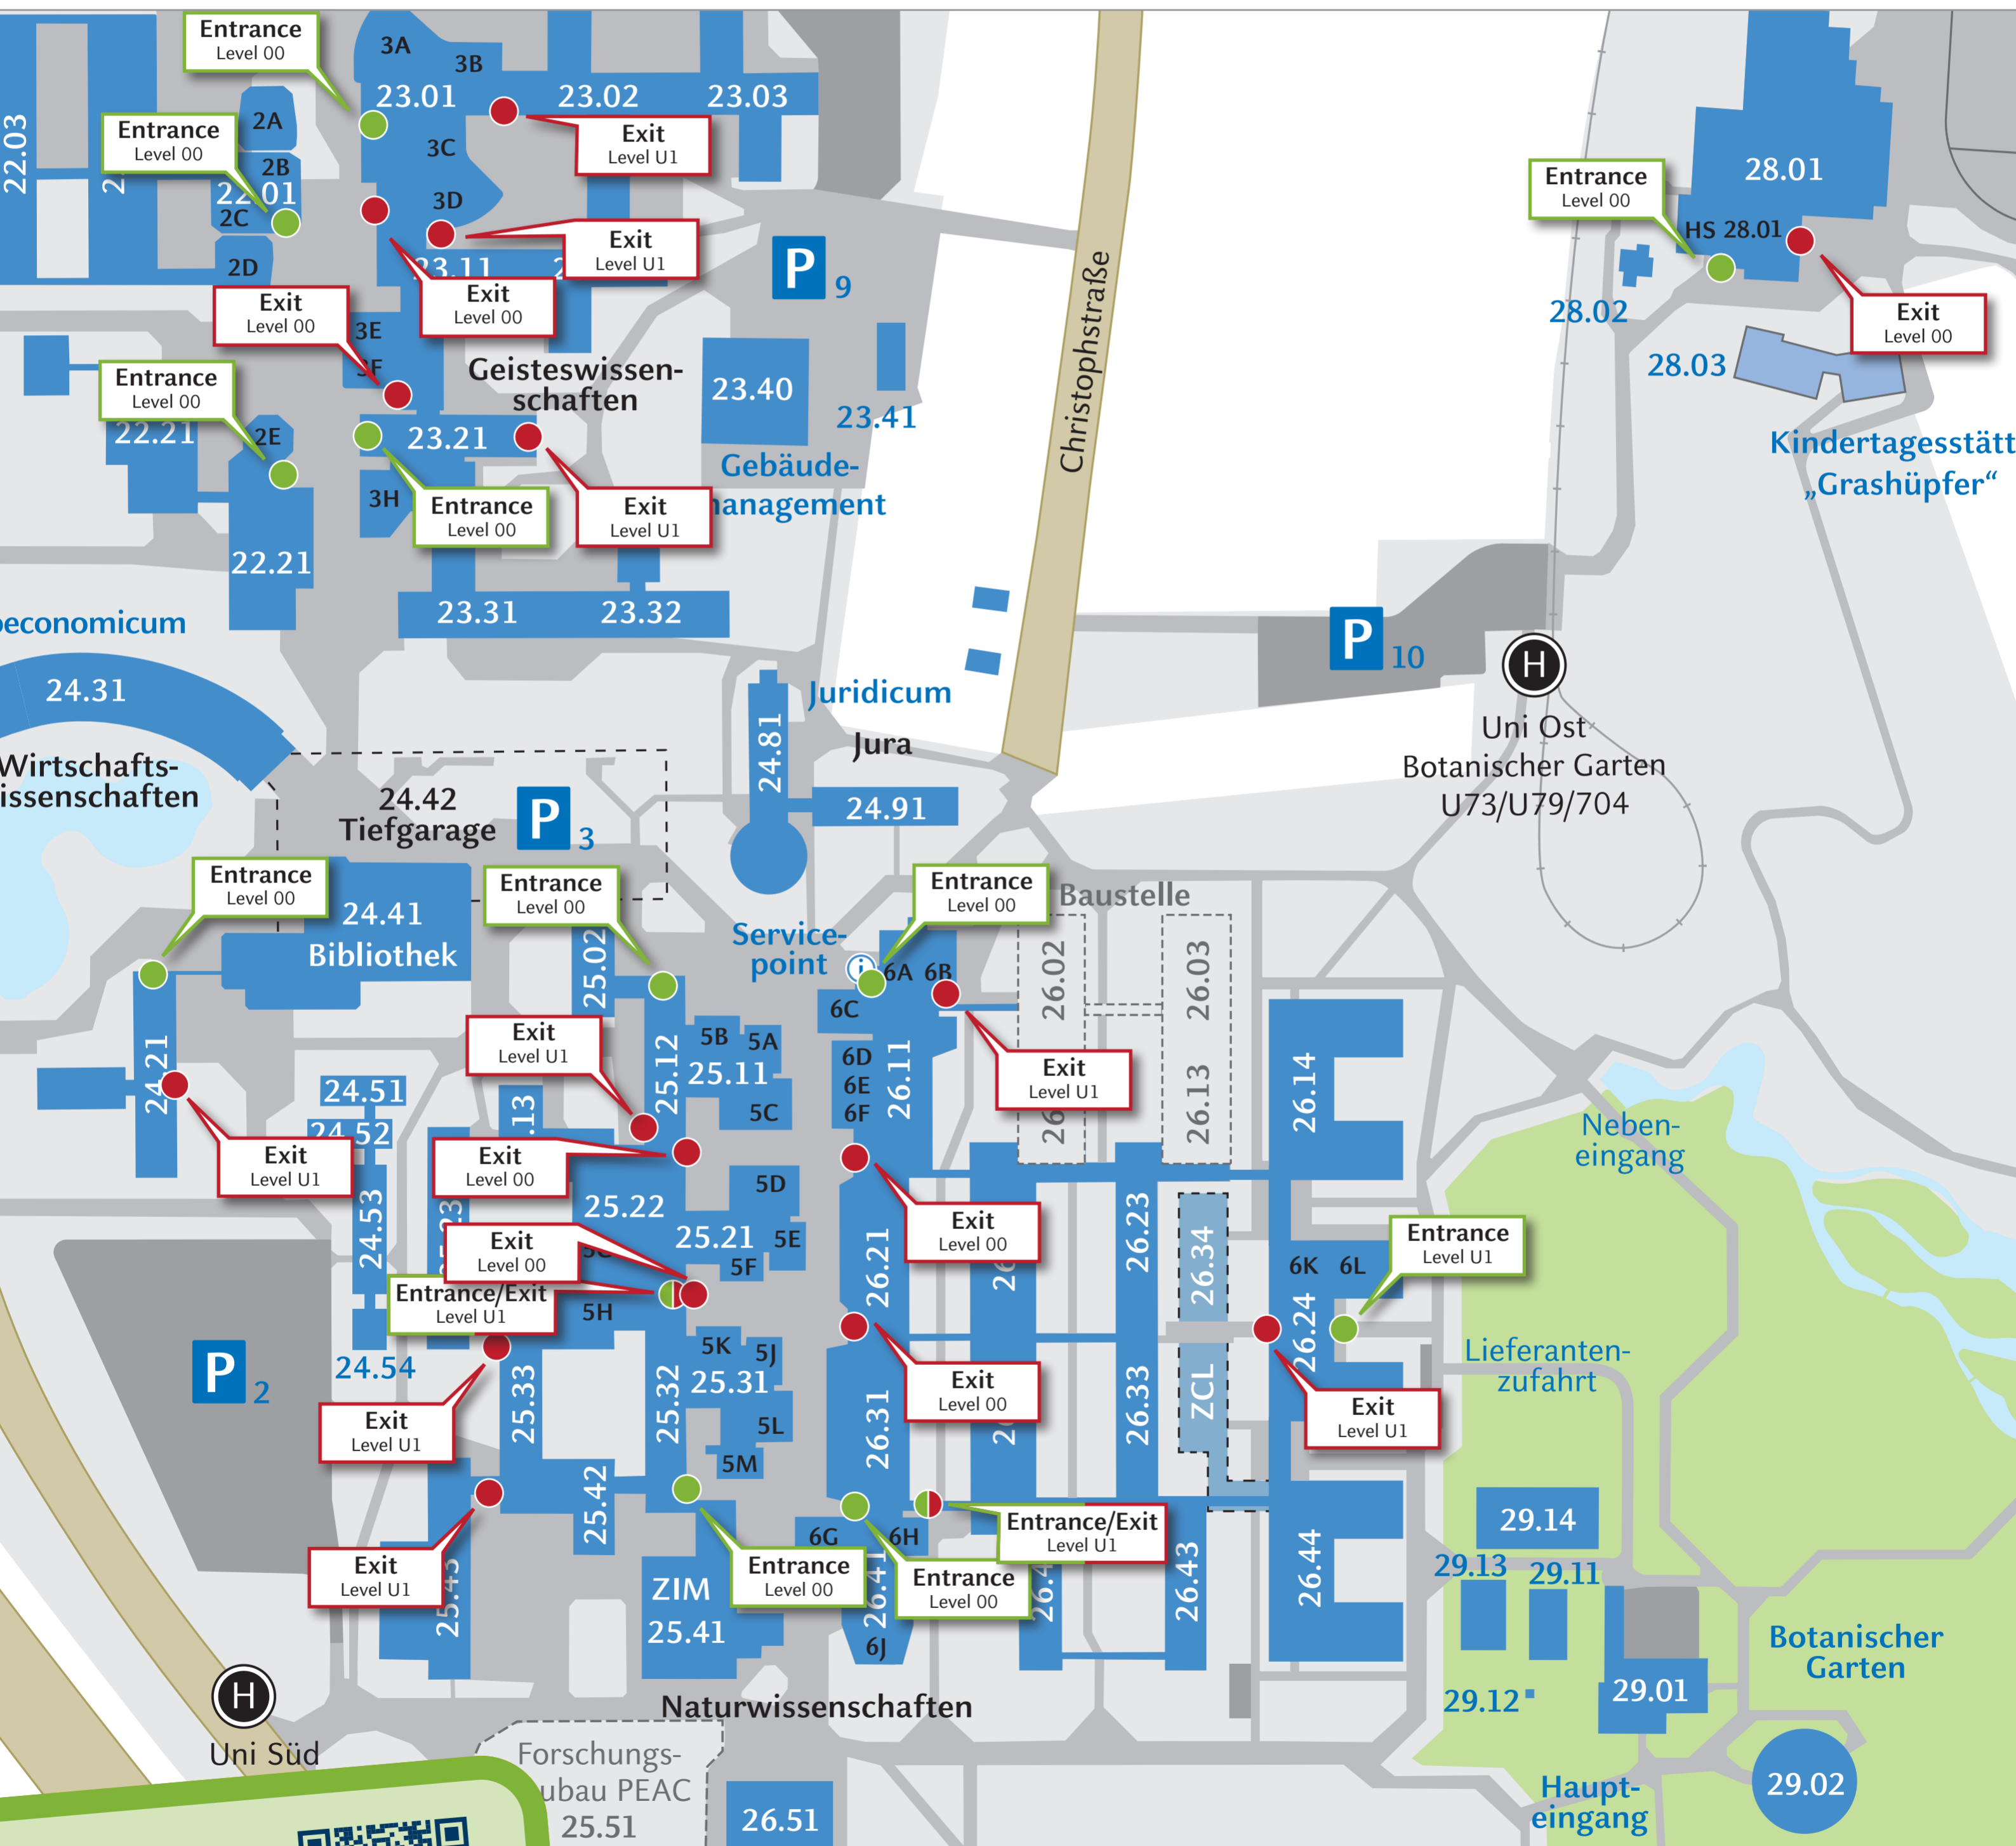 Entrance
Level 00
3A
3B
23.01
23.02
23.03
22.03
2A
Entrance
Level 00
2B
22.01
2C
2D
3C
3D
Exit
Level U1
Exit
Level U1
23.11
Exit
Level 00
Exit
Level 00
3E
3F
P 9
Christophstraße
Entrance
Level 00
28.01
HS 28.01
28.02
Exit
Level 00
28.03
Kindertagesstätt
„Grashüpfer“
Entrance
Level 00
22.21
2E
Geisteswissen-
schaften
23.40
23.41
23.21
Gebäude-
anagement
3H
Entrance
Level 00
Exit
Level U1
22.21
23.31
23.32
oeconomicum
24.31
Wirtschafts-
issenschaften
P 10
H
Uni Ost
Botanischer Garten
U73/U79/704
Juridicum
Jura
24.81
24.91
24.42
Tiefgarage
P 3
Entrance
Level 00
24.41
Bibliothek
Entrance
Level 00
25.02
Service-
point
i
Entrance
Level 00
Baustelle
6A 6B
6C
26.02
26.03
26.13
24.21
Exit
Level U1
25.12
5B
5A
25.11
5C
6D
6E
6F
26.11
Exit
Level U1
26.14
24.51
24.52
24.53
24.54
Exit
Level U1
.13
Exit
Level 00
25.22
5D
25.21
5E
5F
Exit
Level 00
Entrance/Exit
Level U1
5H
Exit
Level 00
26.21
26.23
26.34
6K 6L
Entrance
Level U1
26.24
Neben-
eingang
Lieferanten-
zufahrt
P 2
5K
5J
25.31
5L
5M
25.32
25.33
Exit
Level U1
Exit
Level 00
26.31
26.33
ZCL
Exit
Level U1
Exit
Level U1
25.43
25.42
ZIM
25.41
Entrance
Level 00
6G
6H
26.41
6J
Entrance
Level 00
Entrance/Exit
Level U1
26.4
26.43
26.44
29.14
29.13
29.11
29.12
29.01
Botanischer
Garten
29.02
Haupt-
eingang
H
Uni Süd
Naturwissenschaften
Forschungs-
ubau PEAC
25.51
26.51